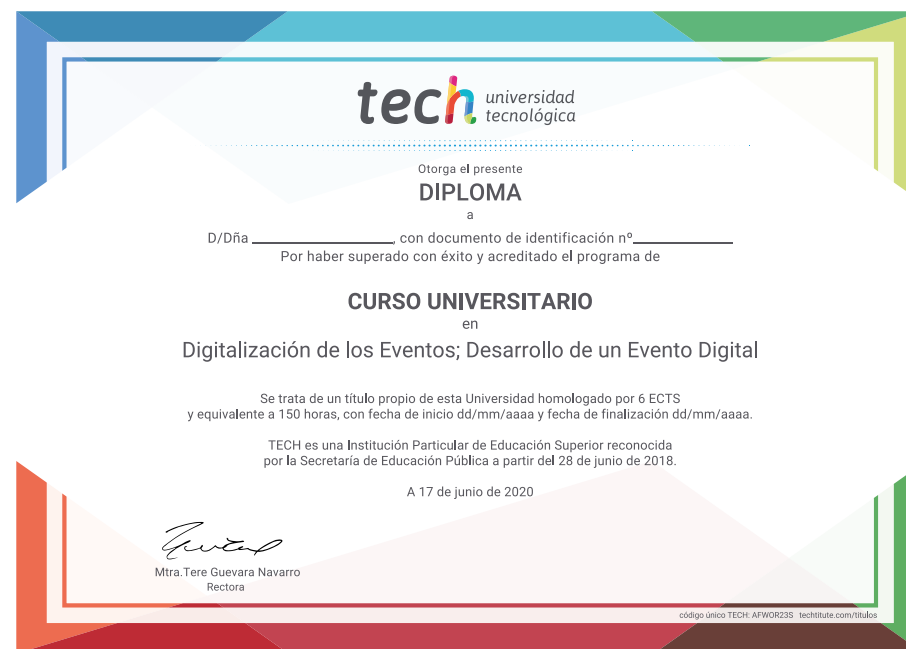 tech universidad
tecnológica
Otorga el presente
DIPLOMA
a
D/Dña ____________________, con documento de identificación nº______________
Por haber superado con éxito y acreditado el programa de
CURSO UNIVERSITARIO
en
Digitalización de los Eventos; Desarrollo de un Evento Digital
Se trata de un título propio de esta Universidad homologado por 6 ECTS
y equivalente a 150 horas, con fecha de inicio dd/mm/aaaa y fecha de finalización dd/mm/aaaa.
TECH es una Institución Particular de Educación Superior reconocida
por la Secretaría de Educación Pública a partir del 28 de junio de 2018.
A 17 de junio de 2020
Mtra.Tere Guevara Navarro
Rectora
código único TECH: AFWOR23S techtitute.com/titulos